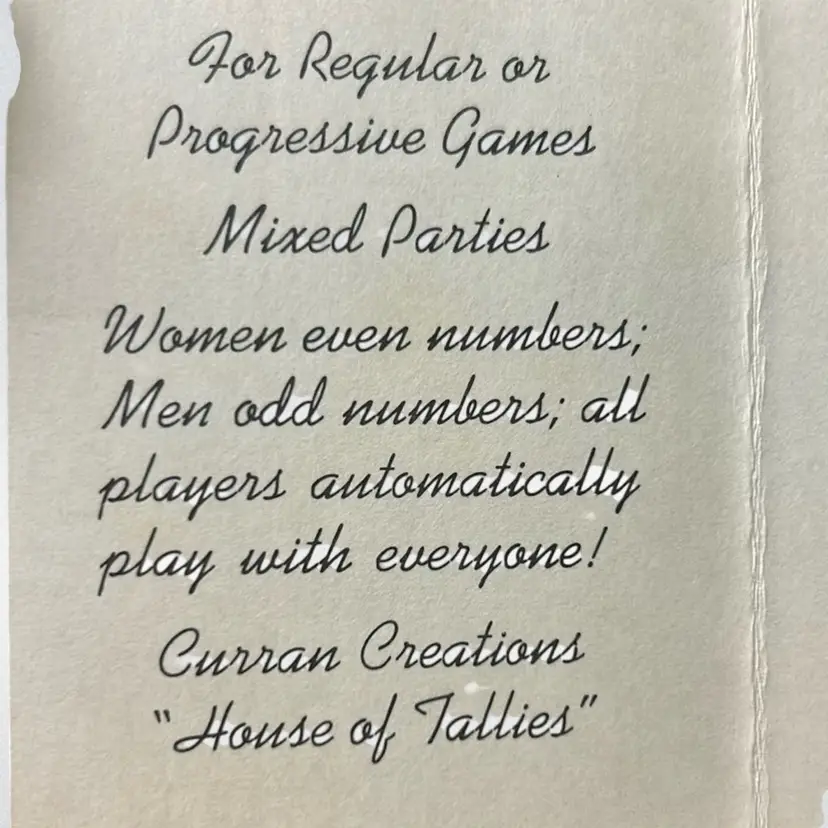 For Regular or
Progressive Games
Mixed Parties
Women even numbers;
Men odd numbers; all
players automatically
play with everyone!
Curran Creations
"House of Tallies"